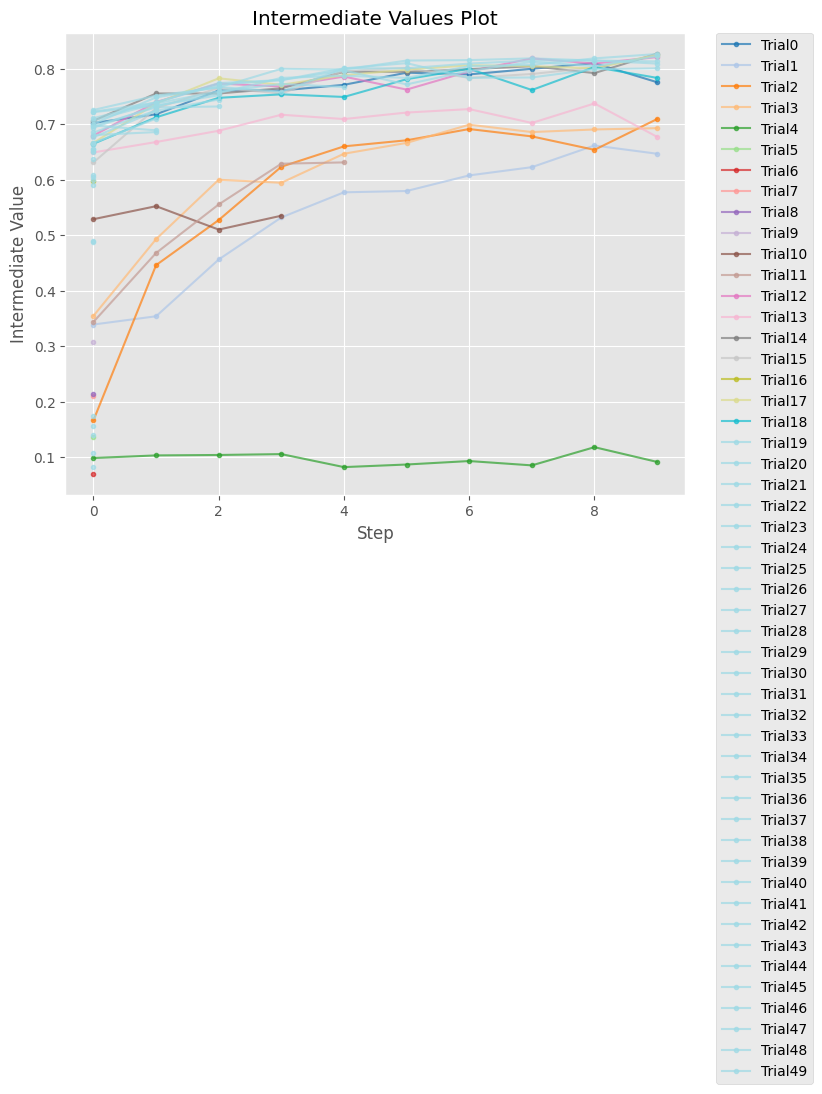 Intermediate Values Plot
Intermediate Value
0.8
0.7
0.6
0.5
0.4
0.3
0.2
0.1
0
2
4
6
8
Step
Trial0
Trial1
Trial2
Trial3
Trial4
Trial5
Trial6
Trial7
Trial8
Trial9
Trial10
Trial11
Trial12
Trial13
Trial14
Trial15
Trial16
Trial17
Trial18
Trial19
Trial20
Trial21
Trial22
Trial23
Trial24
Trial25
Trial26
Trial27
Trial28
Trial29
Trial30
Trial31
Trial32
Trial33
Trial34
Trial35
Trial36
Trial37
Trial38
Trial39
Trial40
Trial41
Trial42
Trial43
Trial44
Trial45
Trial46
Trial47
Trial48
Trial49